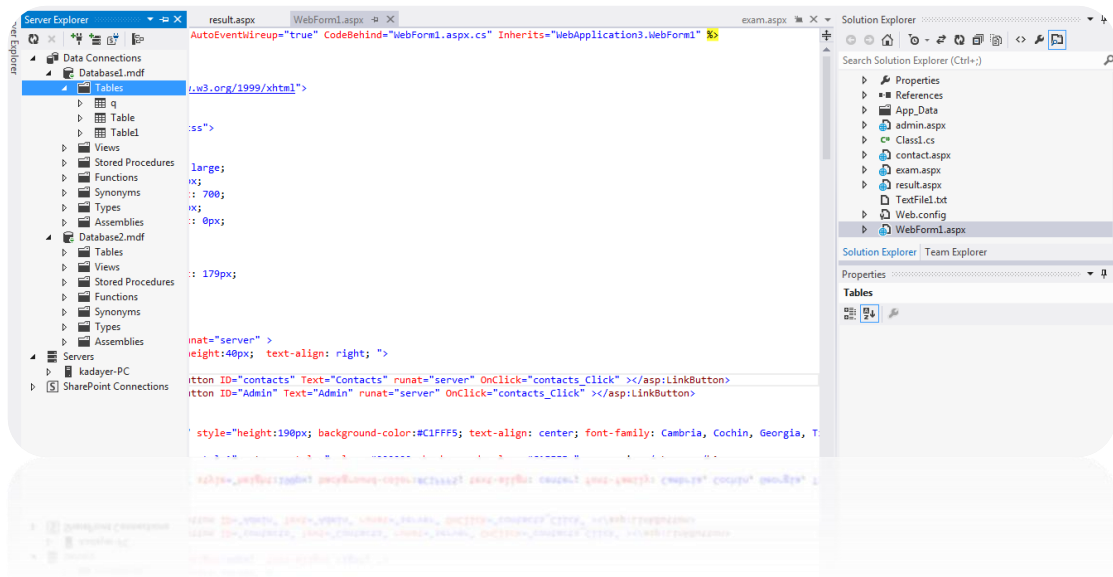 Server Explorer
result.aspx
WebForm1.aspx
exam.aspx
Solution Explorer
Server Explorer
AutoEventWireup="true" CodeBehind="WebForm1.aspx.cs" Inherits="WebApplication3.WebForm1" %>
Search Solution Explorer (Ctrl+;)
Data Connections
Database1.mdf
Tables
q
Table
Table1
Views
Stored Procedures
Functions
Synonyms
Types
Assemblies
Database2.mdf
Tables
Views
Stored Procedures
Functions
Synonyms
Types
Assemblies
Servers
kadayer-PC
SharePoint Connections
.w3.org/1999/xhtml">
ss">
large;
x;
: 700;
x;
: 0px;
: 179px;
nat="server" >
eight:40px; text-align: right; ">
tton ID="contacts" Text="Contacts" runat="server" OnClick="contacts_Click" ></asp:LinkButton>
tton ID="Admin" Text="Admin" runat="server" OnClick="contacts_Click" ></asp:LinkButton>
' style="height:190px; background-color:#C1FFF5; text-align: center; font-family: Cambria, Cochin, Georgia, T
Properties
References
App_Data
admin.aspx
C# Class1.cs
contact.aspx
exam.aspx
result.aspx
TextFile1.txt
Web.config
WebForm1.aspx
Solution Explorer
Team Explorer
Properties
Tables